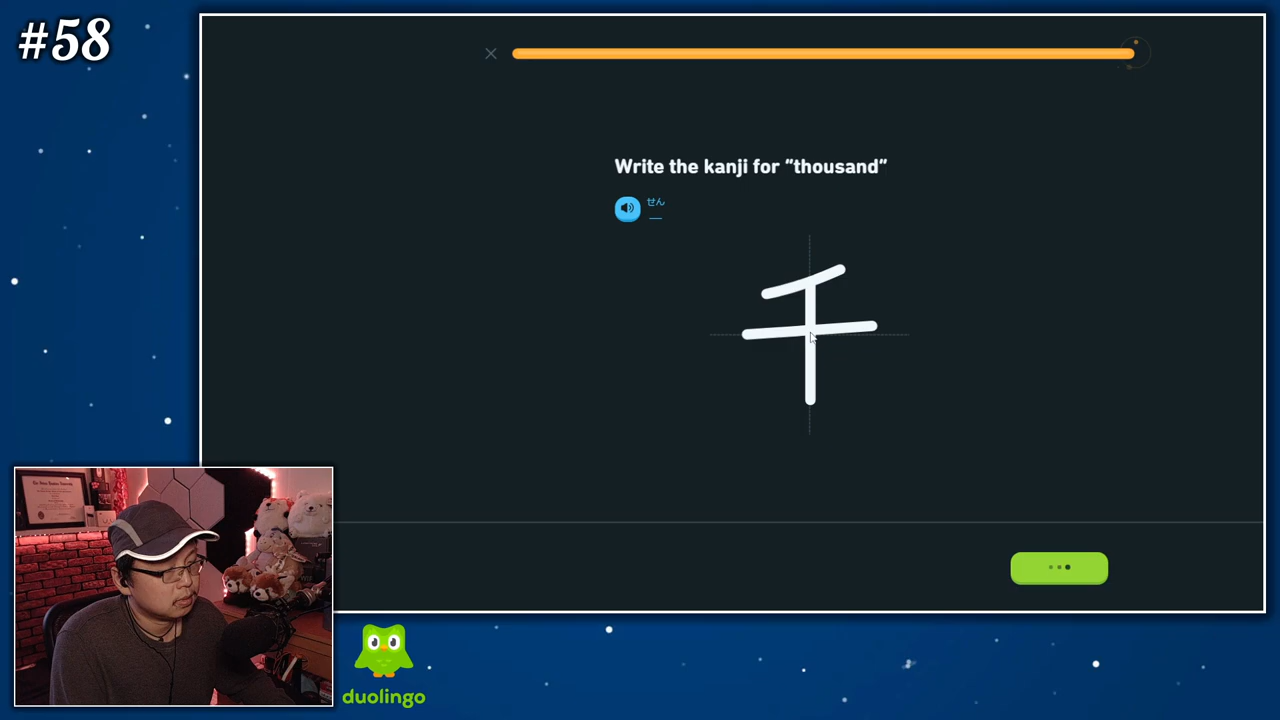 #58
Write the kanji for “thousand”
せん
千
duolingo